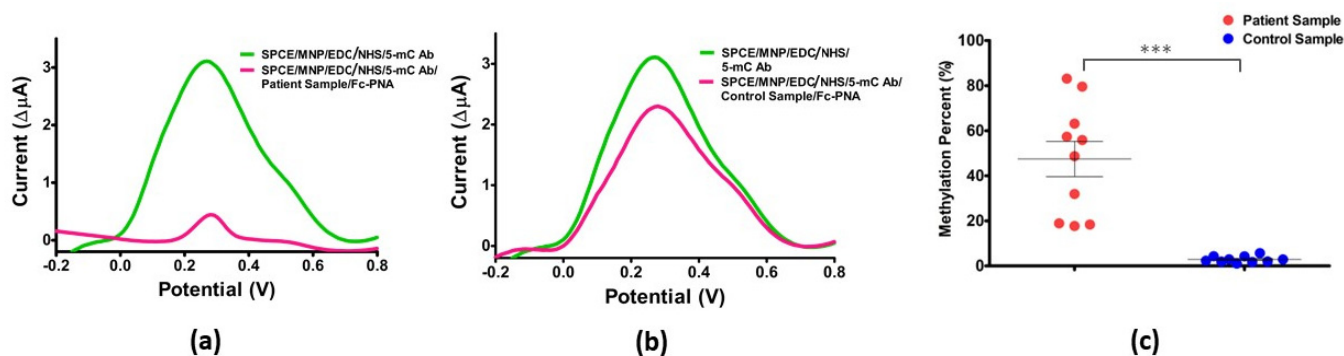 3
2
1
0
-0.2
0.0
0.2
0.4
0.6
0.8
Current (ΔµA)
Potential (V)
SPCE/MNP/EDC/NHS/5-mC Ab
SPCE/MNP/EDC/NHS/5-mC Ab/
Patient Sample/Fc-PNA
(a)
3
2
1
0
-0.2
0.0
0.2
0.4
0.6
0.8
Current (ΔµA)
Potential (V)
SPCE/MNP/EDC/NHS/
5-mC Ab
SPCE/MNP/EDC/NHS/5-mC Ab/
Control Sample/Fc-PNA
(b)
Patient Sample
Control Sample
100
80
60
40
20
0
Methylation Percent (%)
***
(c)